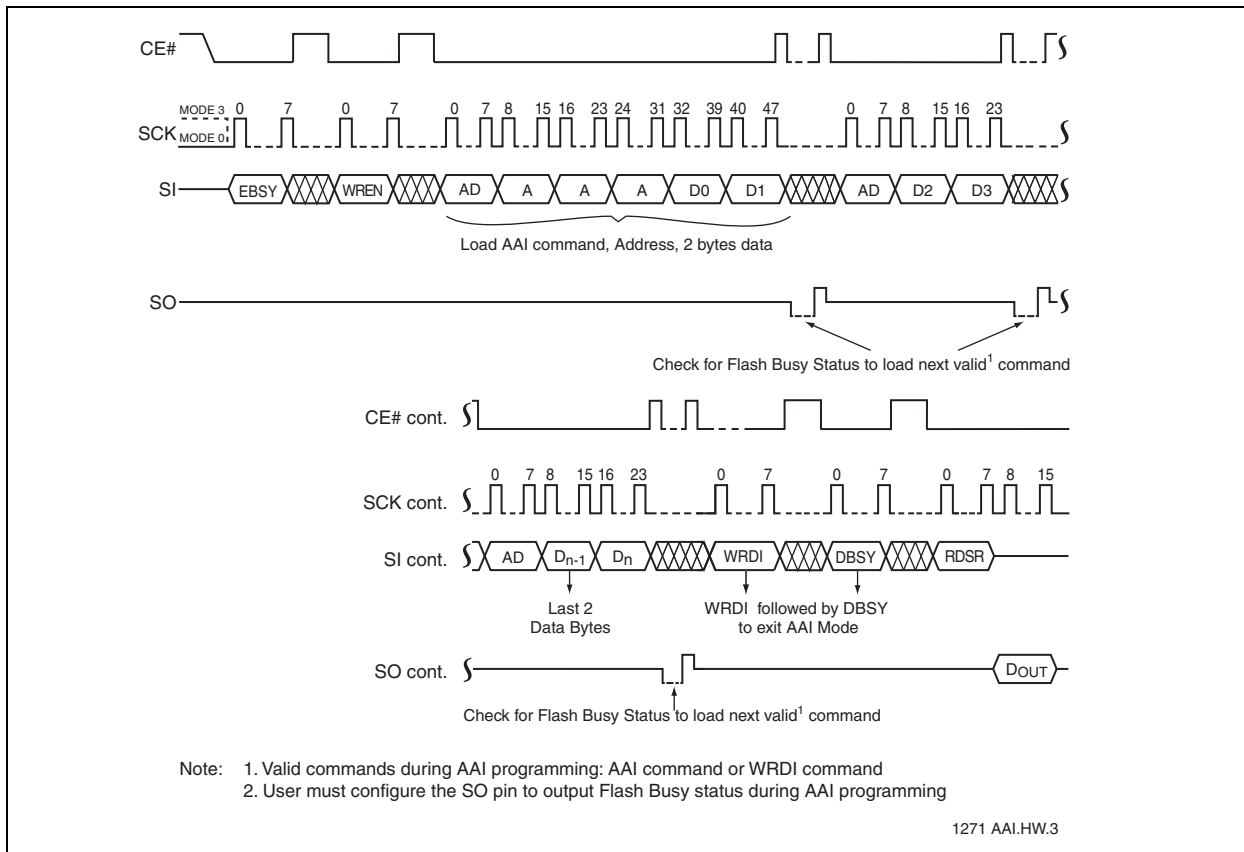 CE#
MODE 3 0 7 0 7 0 7 8 15 16 23 24 31 32 39 40 47 0 7 8 15 16 23
SCK MODE 0
SI EBSY WREN AD A A A D0 D1 AD D2 D3
Load AAI command, Address, 2 bytes data
SO
Check for Flash Busy Status to load next valid1 command
CE# cont.
0 7 8 15 16 23 0 7 0 7 0 7 8 15
SCK cont.
SI cont. AD Dn-1 Dn WRDI DBSY RDSR
Last 2 WRDI followed by DBSY
Data Bytes to exit AAI Mode
SO cont. DOUT
Check for Flash Busy Status to load next valid1 command
Note: 1. Valid commands during AAI programming: AAI command or WRDI command
2. User must configure the SO pin to output Flash Busy status during AAI programming
1271 AAI.HW.3